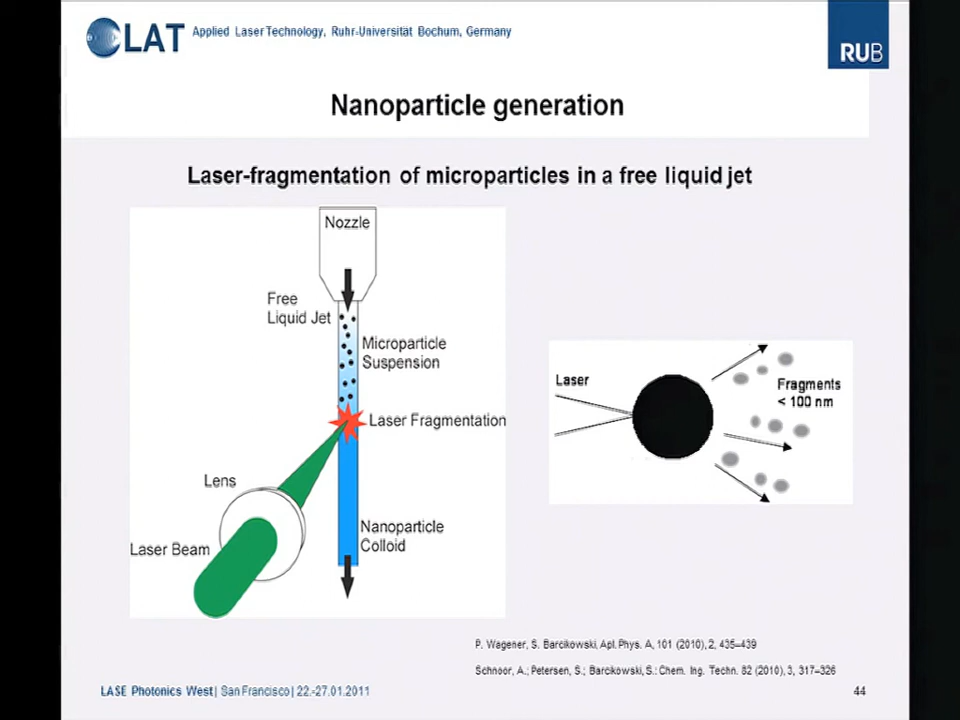 LAT Applied Laser Technology, Ruhr-Universität Bochum, Germany
RUB
Nanoparticle generation
Laser-fragmentation of microparticles in a free liquid jet
Nozzle
Free
Liquid Jet
Microparticle
Suspension
Laser Fragmentation
Lens
Laser Beam
Nanoparticle
Colloid
Laser
Fragments
< 100 nm
P. Wagener, S. Barcikowski, Apl. Phys. A, 101 (2010), 2, 435–439
Schnoor, A.; Petersen, S.; Barcikowski, S.: Chem. Ing. Techn. 82 (2010), 3, 317–326
LASE Photonics West| San Francisco| 22.-27.01.2011
44